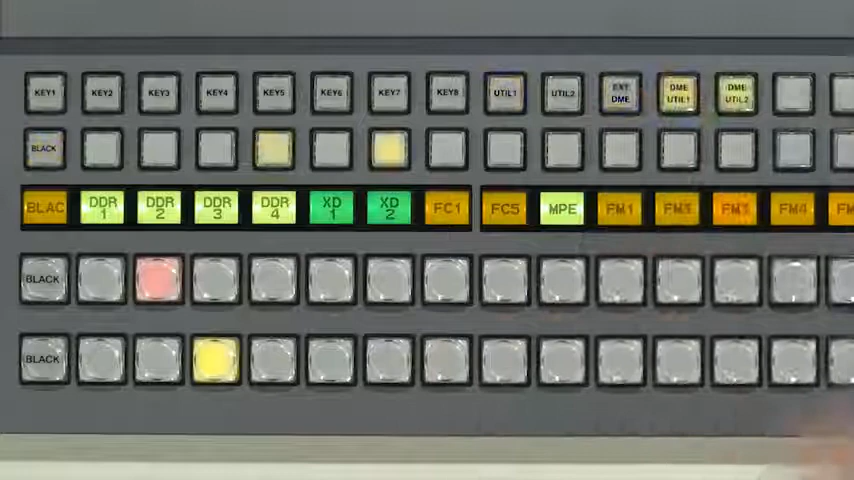 KEY1 KEY2 KEY3 KEY4 KEY5 KEY6 KEY7 KEY8 UTIL1 UTIL2 EXT DME DME UTIL1 DME UTIL2
BLACK
BLAC DDR 1 DDR 2 DDR 3 DDR 4 XD 1 XD 2 FC1 FC5 MPE FM1 FM4 FM
BLACK
BLACK